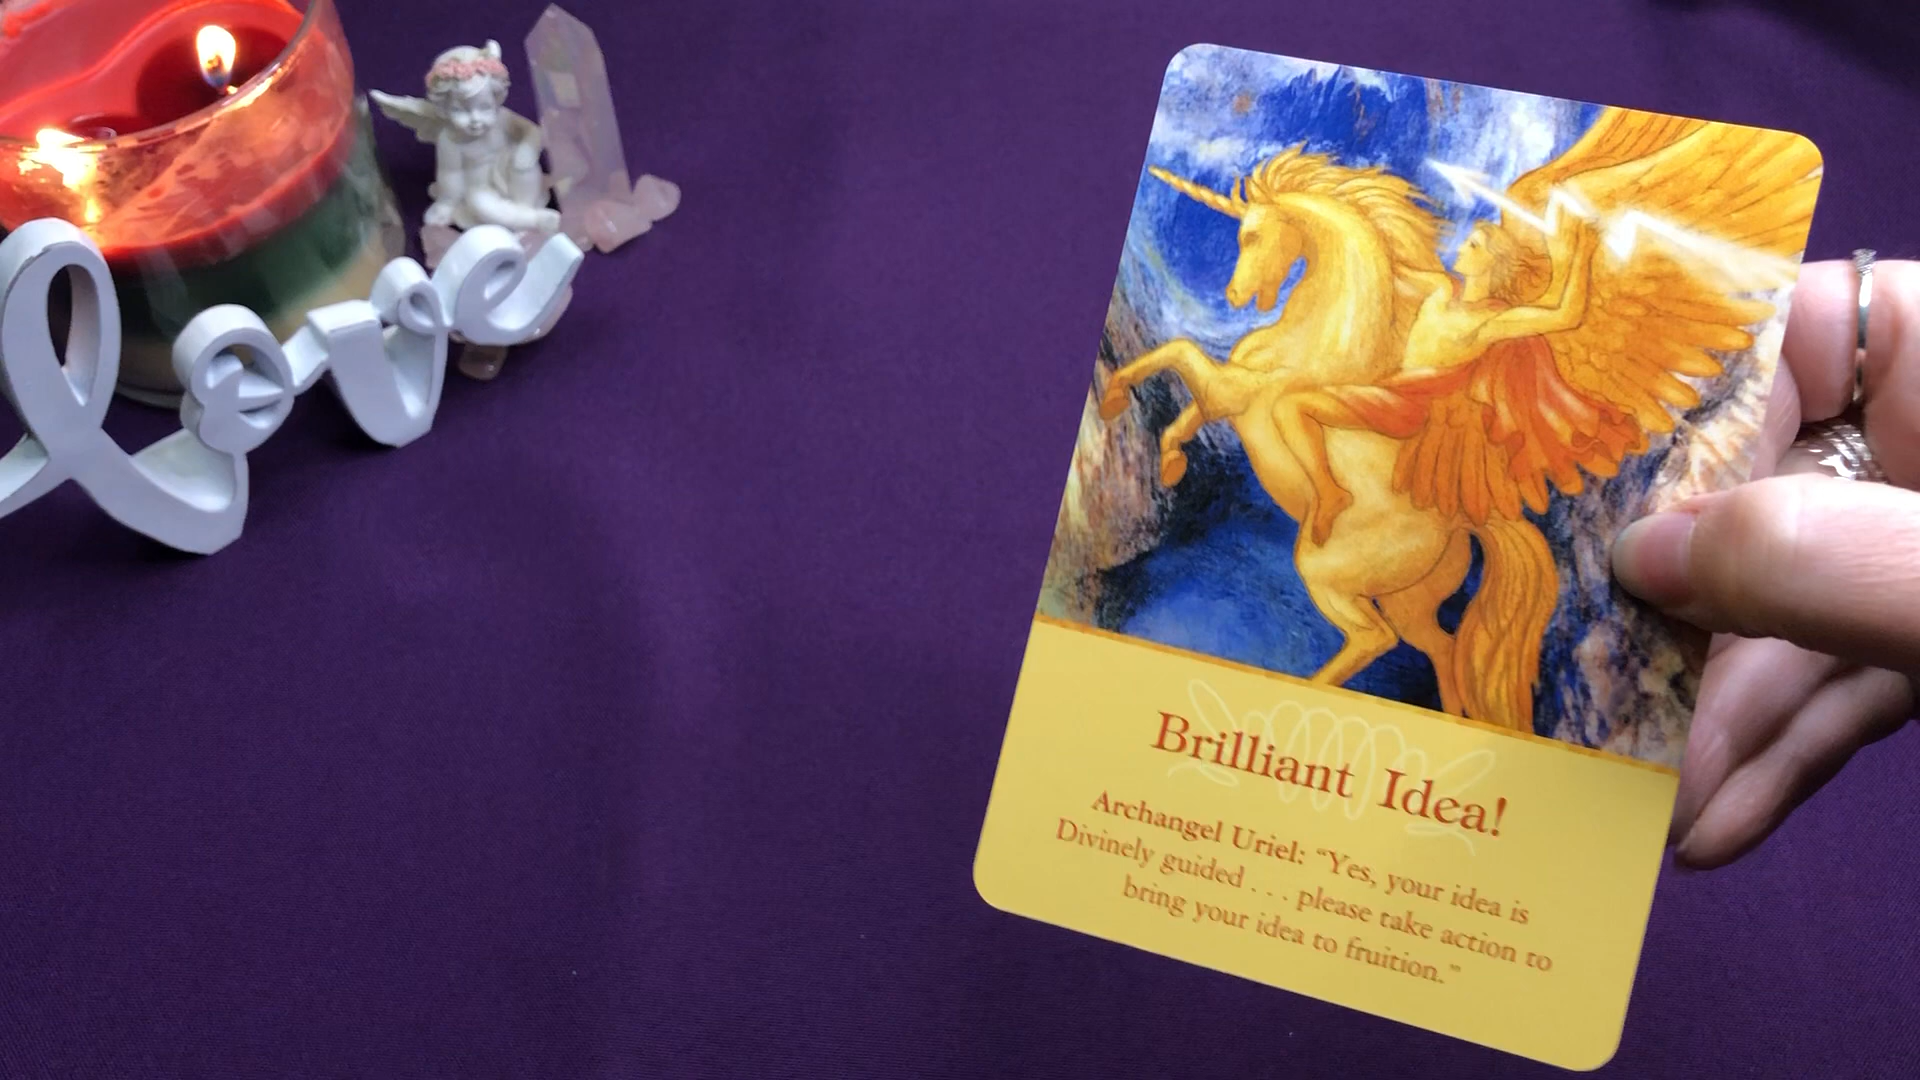 love
Brilliant Idea!
Archangel Uriel: “Yes, your idea is
Divinely guided . . . please take action to
bring your idea to fruition.”